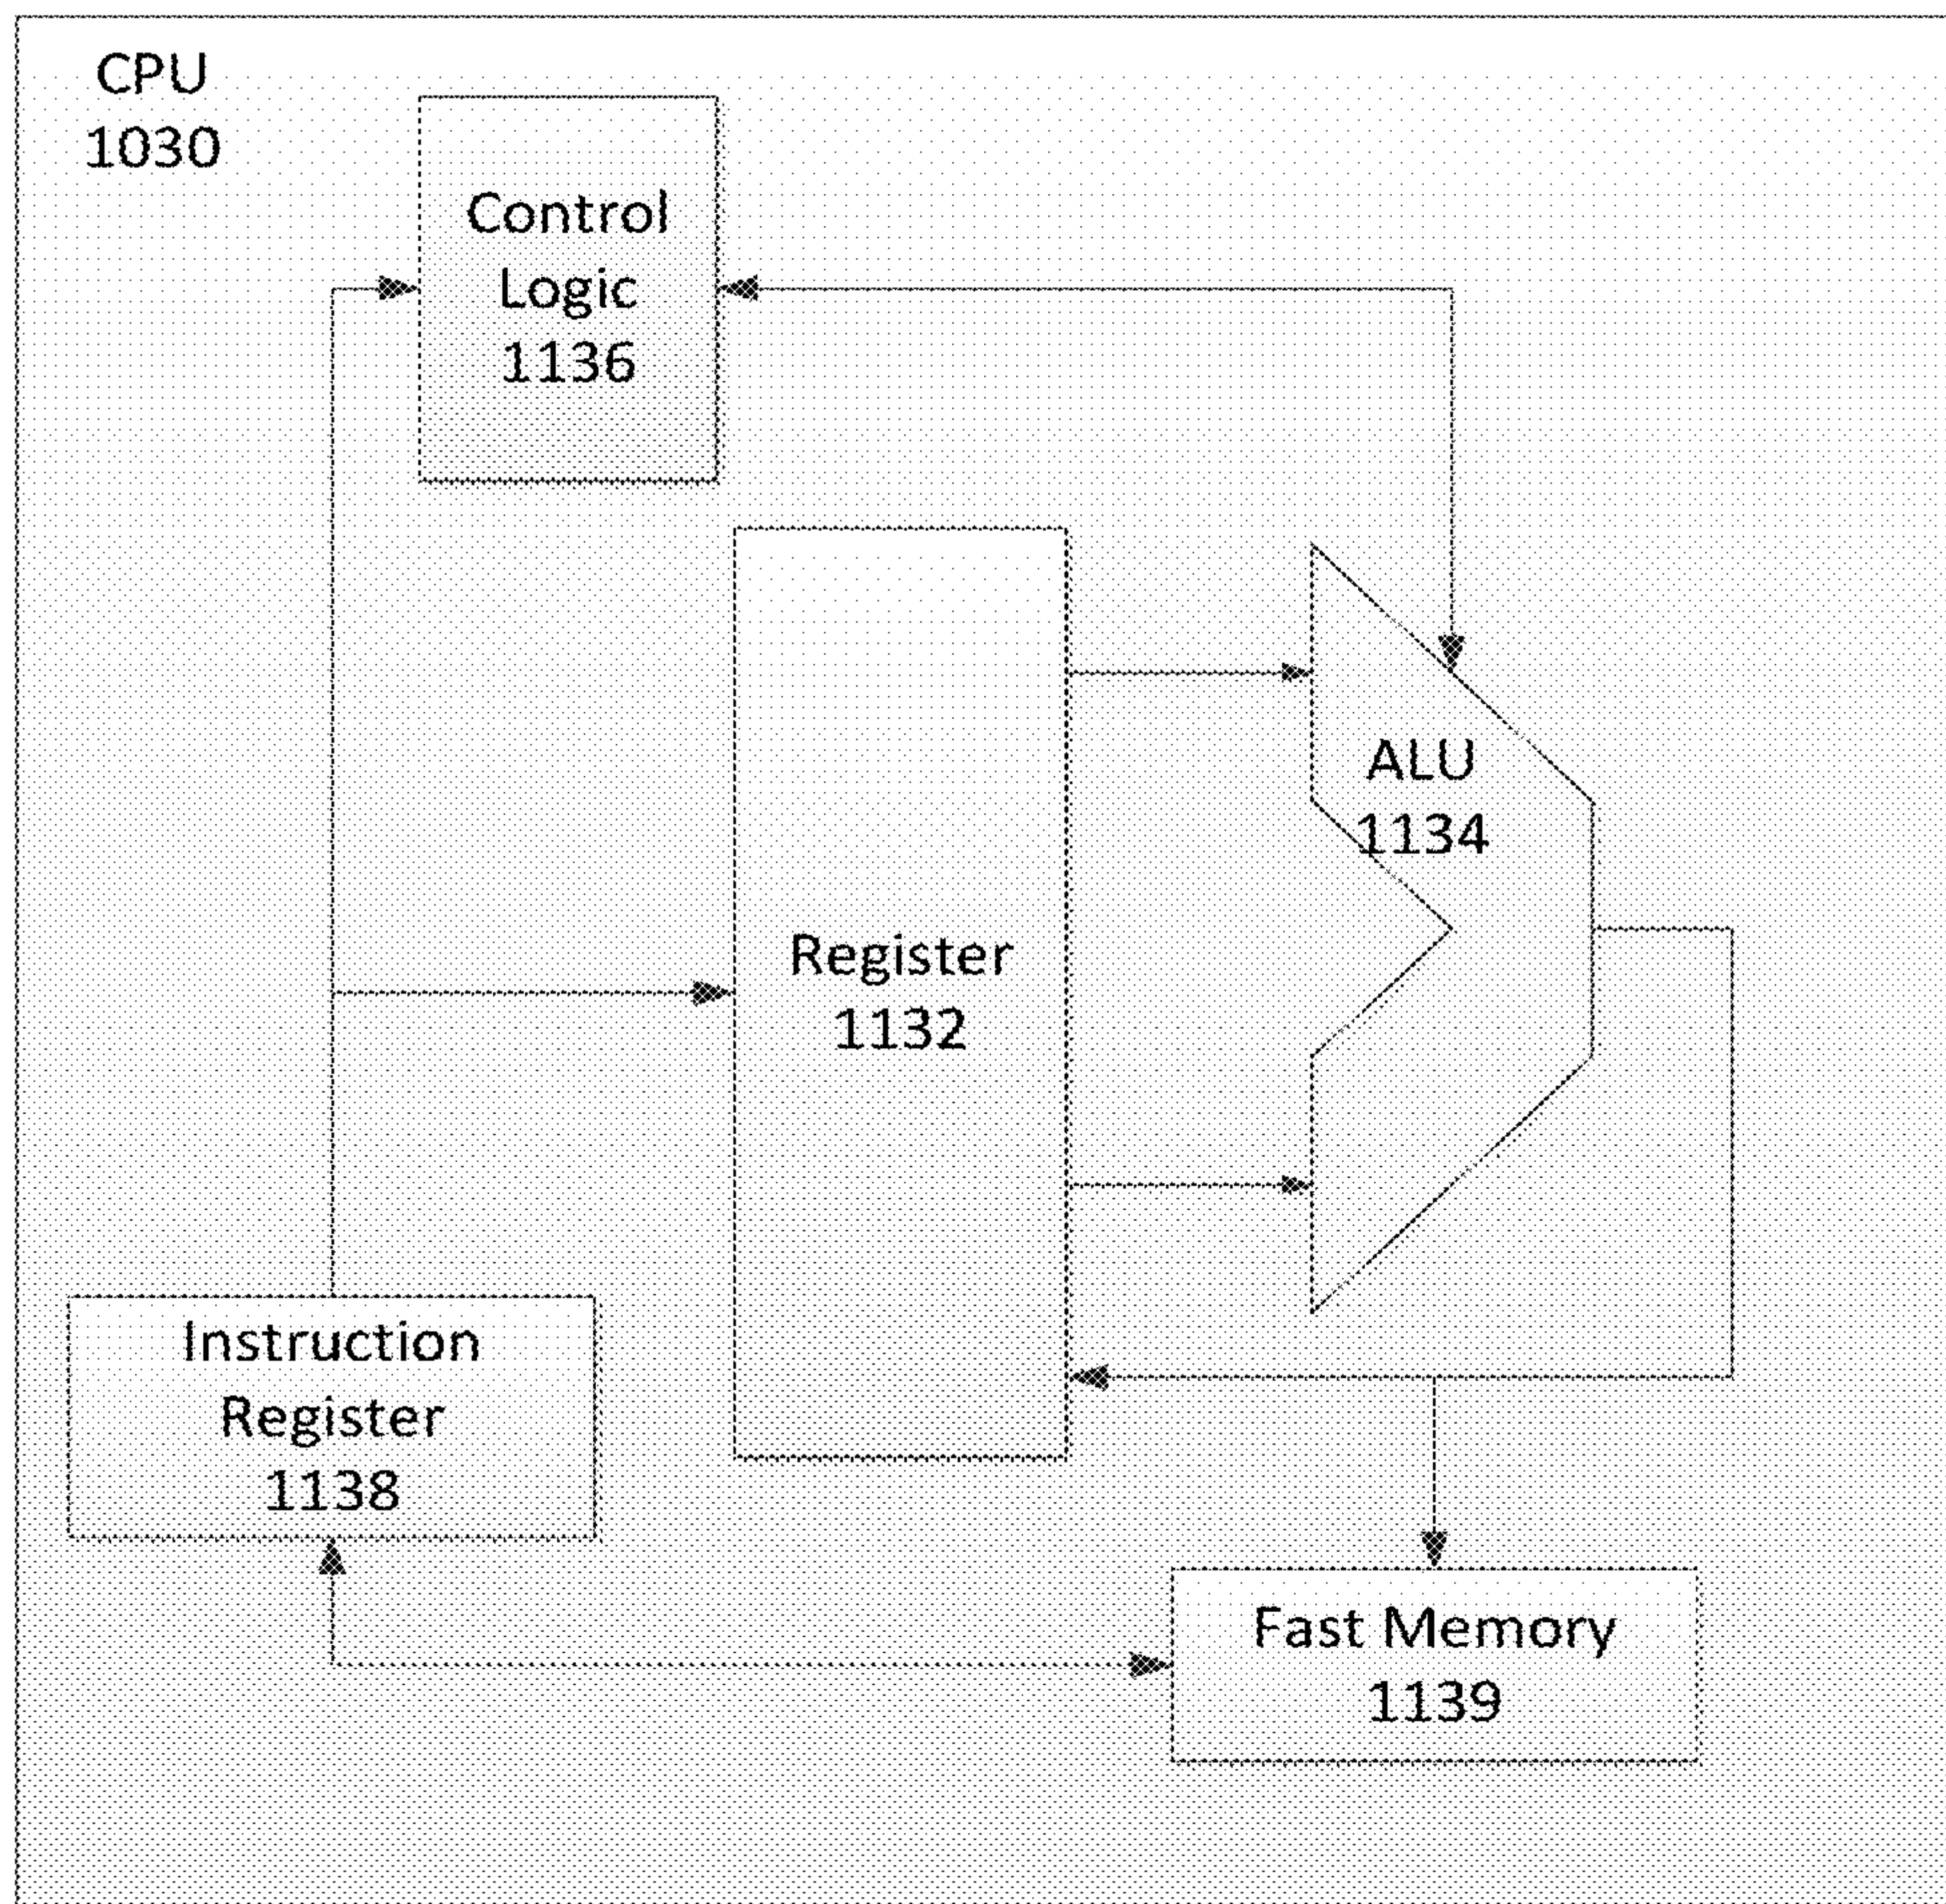 CPU
1030
Control
Logic
1136
ALU
1134
Register
1132
Instruction
Register
1138
Fast Memory
1139